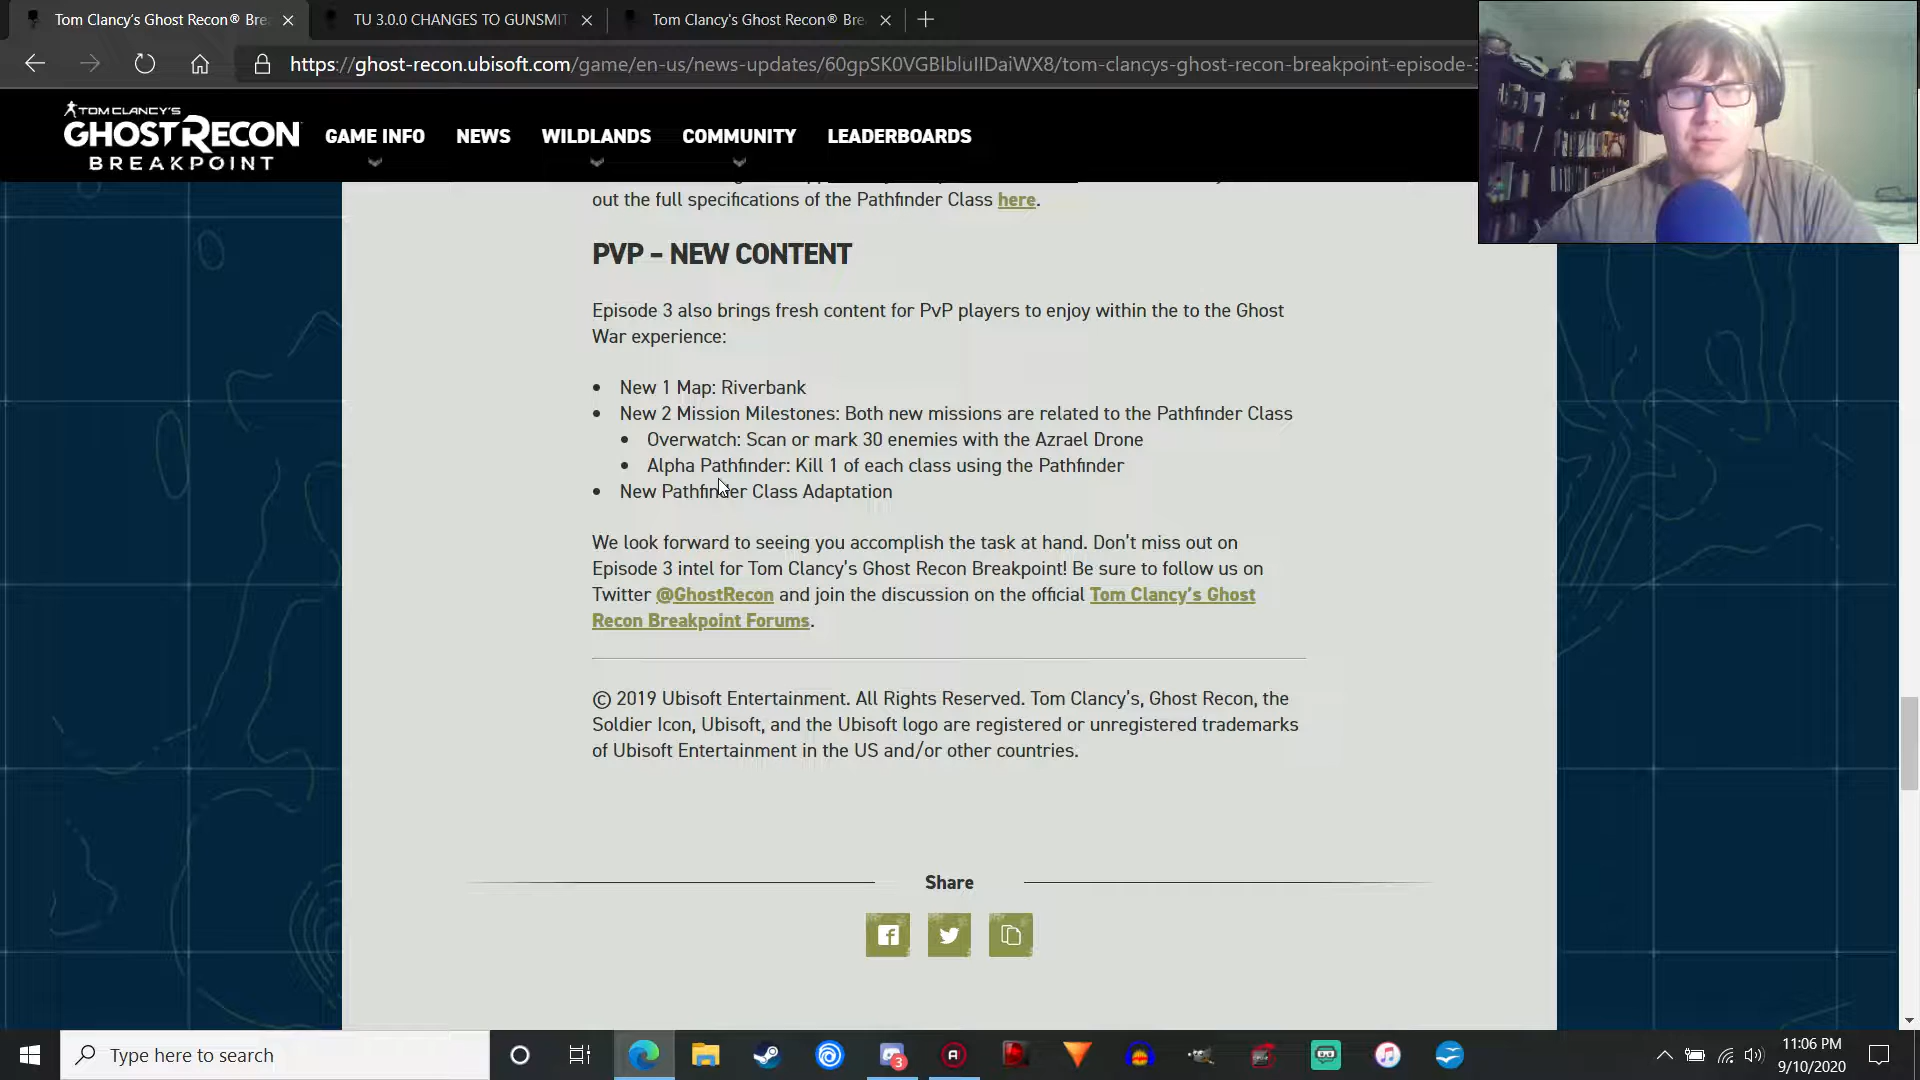 Tom Clancy's Ghost Recon® Bre
TU 3.0.0 CHANGES TO GUNSMIT
Tom Clancy's Ghost Recon® Bre
https://ghost-recon.ubisoft.com/game/en-us/news-updates/60gpSK0VGBIbluIIDaiWX8/tom-clancys-ghost-recon-breakpoint-episode-3
TOM CLANCY'S
GHOST RECON
BREAKPOINT
GAME INFO
NEWS
WILDLANDS
COMMUNITY
LEADERBOARDS
out the full specifications of the Pathfinder Class here.
PVP – NEW CONTENT
Episode 3 also brings fresh content for PvP players to enjoy within the to the Ghost
War experience:
• New 1 Map: Riverbank
• New 2 Mission Milestones: Both new missions are related to the Pathfinder Class
• Overwatch: Scan or mark 30 enemies with the Azrael Drone
• Alpha Pathfinder: Kill 1 of each class using the Pathfinder
• New Pathfinder Class Adaptation
We look forward to seeing you accomplish the task at hand. Don't miss out on
Episode 3 intel for Tom Clancy's Ghost Recon Breakpoint! Be sure to follow us on
Twitter @GhostRecon and join the discussion on the official Tom Clancy's Ghost
Recon Breakpoint Forums.
© 2019 Ubisoft Entertainment. All Rights Reserved. Tom Clancy's, Ghost Recon, the
Soldier Icon, Ubisoft, and the Ubisoft logo are registered or unregistered trademarks
of Ubisoft Entertainment in the US and/or other countries.
Share
Type here to search
3
11:06 PM
9/10/2020